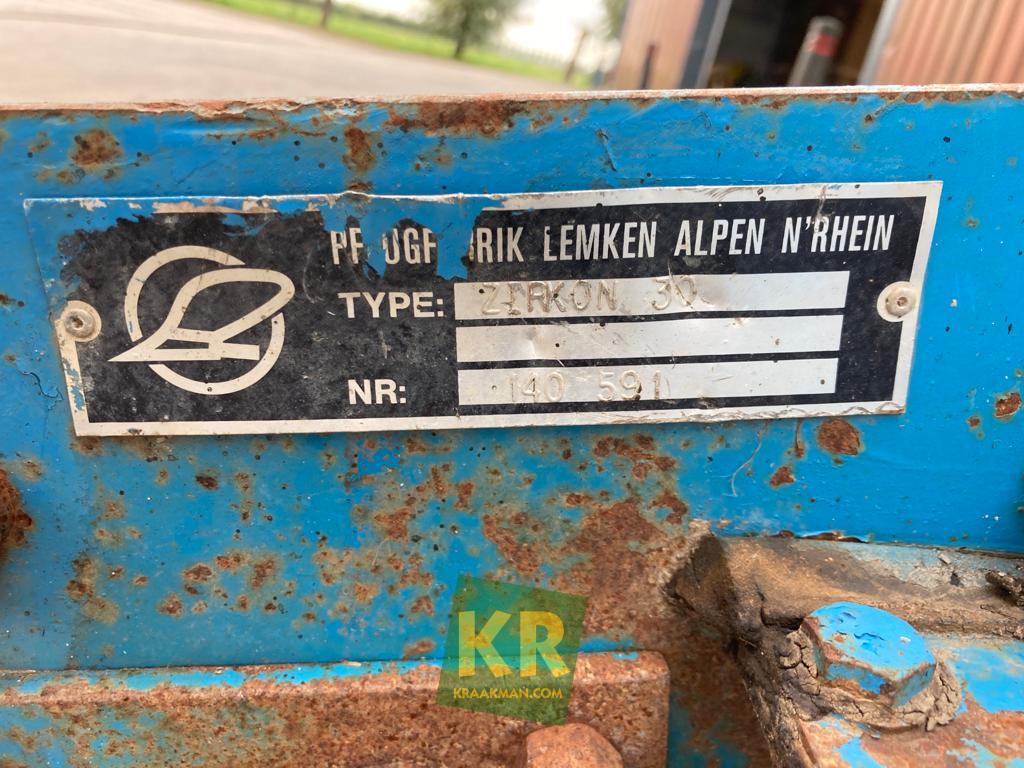 LEMKEN ALPEN N'RHEIN
TYPE: ZIRKON 30
NR: 140 591
KR
KRAAKMAN.COM